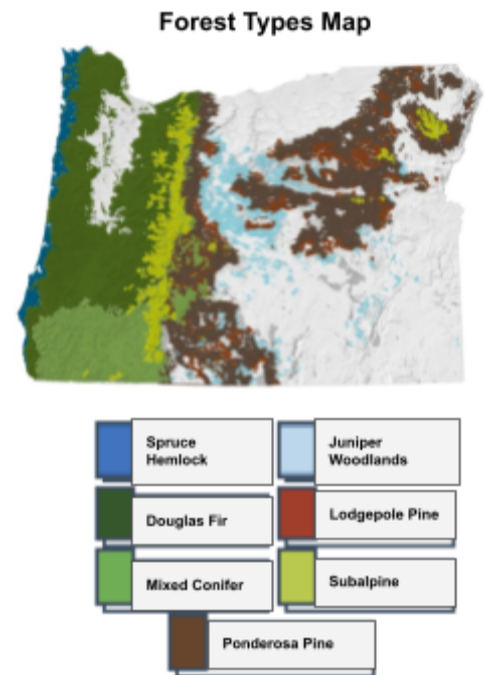 Forest Types Map
Spruce
Hemlock
Juniper
Woodlands
Douglas Fir
Lodgepole Pine
Mixed Conifer
Subalpine
Ponderosa Pine